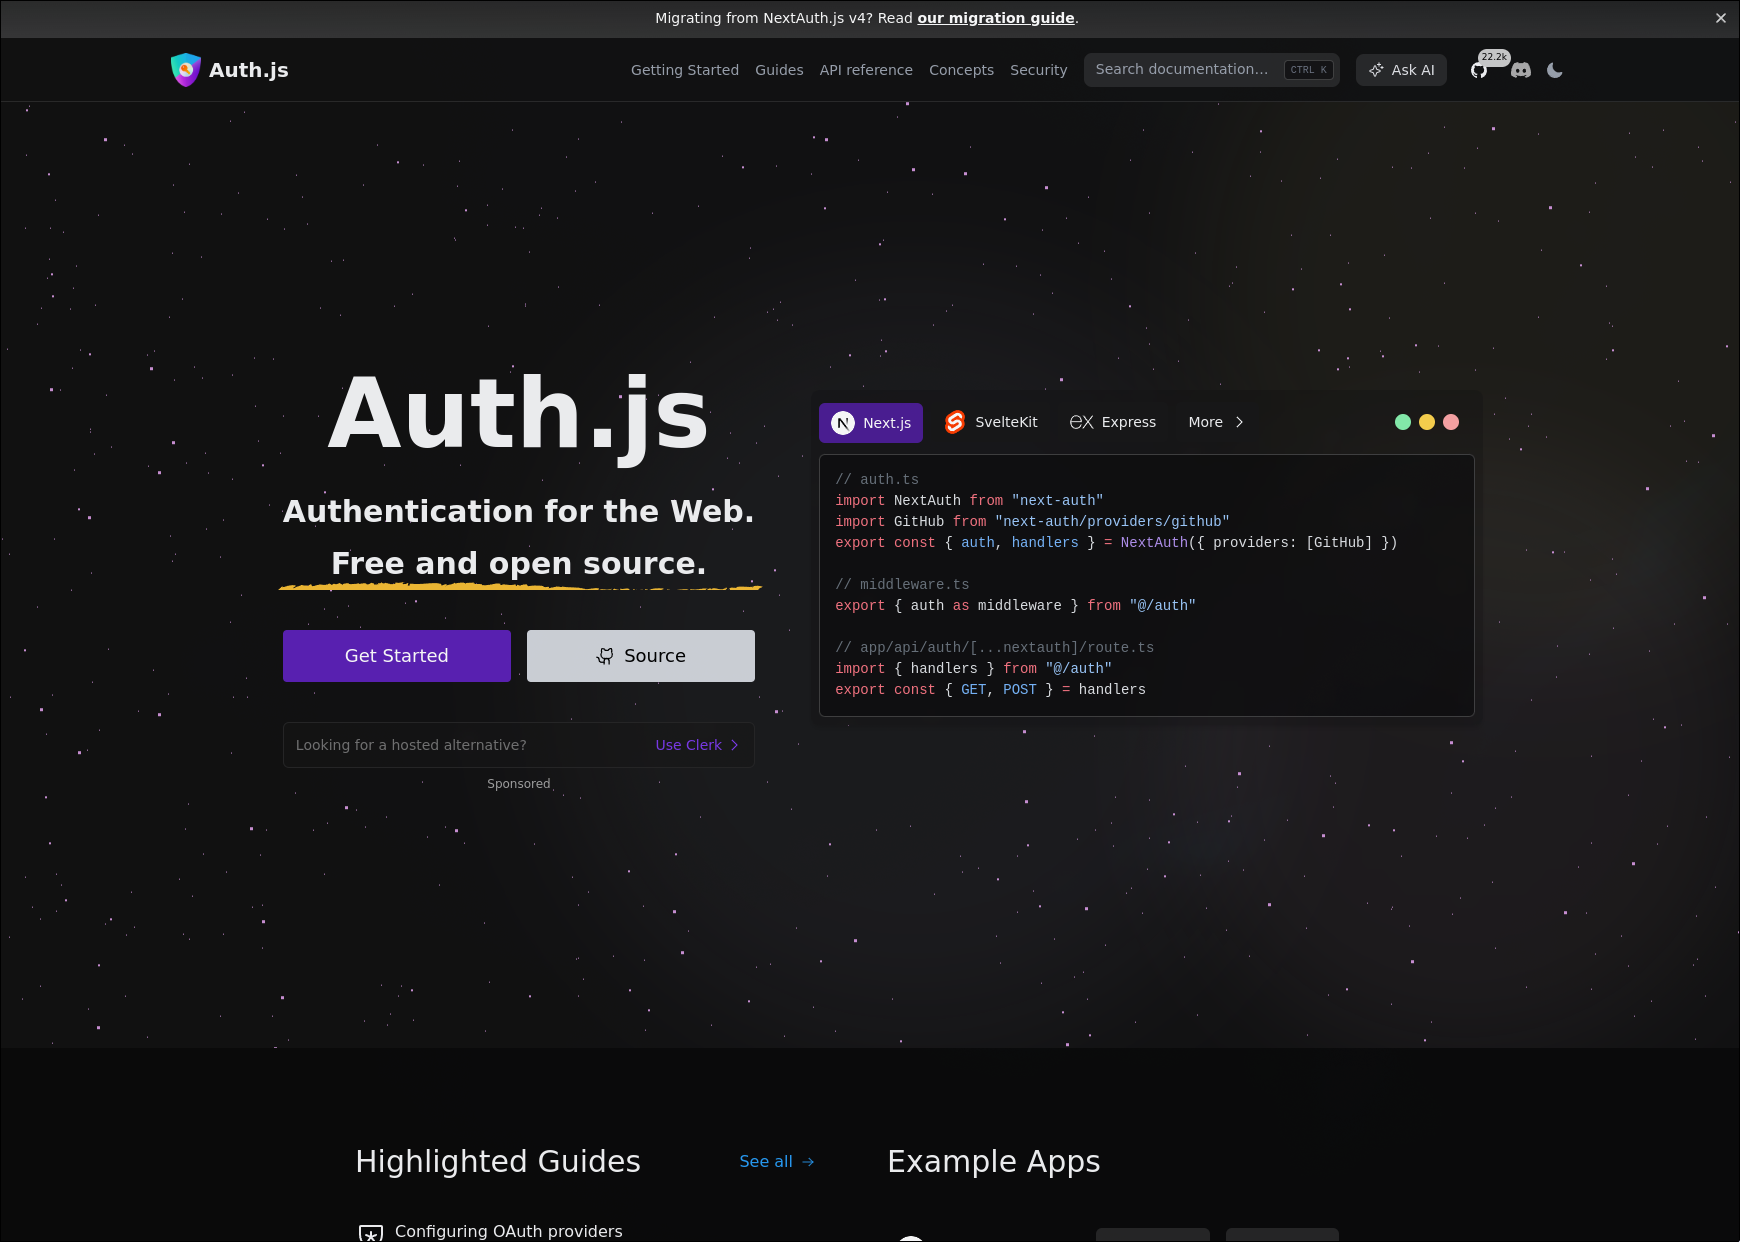 Migrating from NextAuth.js v4? Read our migration guide.
Auth.js
Getting Started
Guides
API reference
Concepts
Security
Search documentation…
CTRL K
Ask AI
22.2k
Auth.js
Authentication for the Web.
Free and open source.
Get Started
Source
Looking for a hosted alternative?
Use Clerk
Sponsored
Next.js
SvelteKit
Express
More
// auth.ts
import NextAuth from "next-auth"
import GitHub from "next-auth/providers/github"
export const { auth, handlers } = NextAuth({ providers: [GitHub] })
// middleware.ts
export { auth as middleware } from "@/auth"
// app/api/auth/[...nextauth]/route.ts
import { handlers } from "@/auth"
export const { GET, POST } = handlers
Highlighted Guides
See all
Example Apps
Configuring OAuth providers